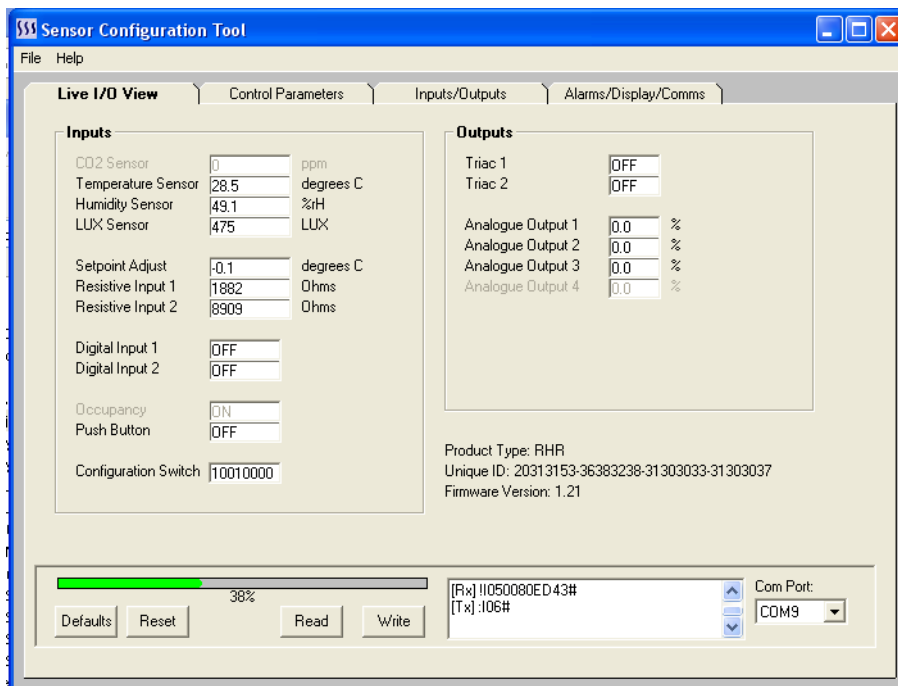 SSS Sensor Configuration Tool
File Help
Live I/O View Control Parameters Inputs/Outputs Alarms/Display/Comms
Inputs
CO2 Sensor 0 ppm
Temperature Sensor 28.5 degrees C
Humidity Sensor 49.1 %rH
LUX Sensor 475 LUX
Setpoint Adjust -0.1 degrees C
Resistive Input 1 1882 Ohms
Resistive Input 2 8909 Ohms
Digital Input 1 OFF
Digital Input 2 OFF
Occupancy ON
Push Button OFF
Configuration Switch 10010000
Outputs
Triac 1 OFF
Triac 2 OFF
Analogue Output 1 0.0 %
Analogue Output 2 0.0 %
Analogue Output 3 0.0 %
Analogue Output 4 0.0 %
Product Type: RHR
Unique ID: 20313153-36383238-31303033-31303037
Firmware Version: 1.21
38%
Defaults Reset Read Write
[Rx] !I050080ED43#
[Tx] :I06#
Com Port:
COM9